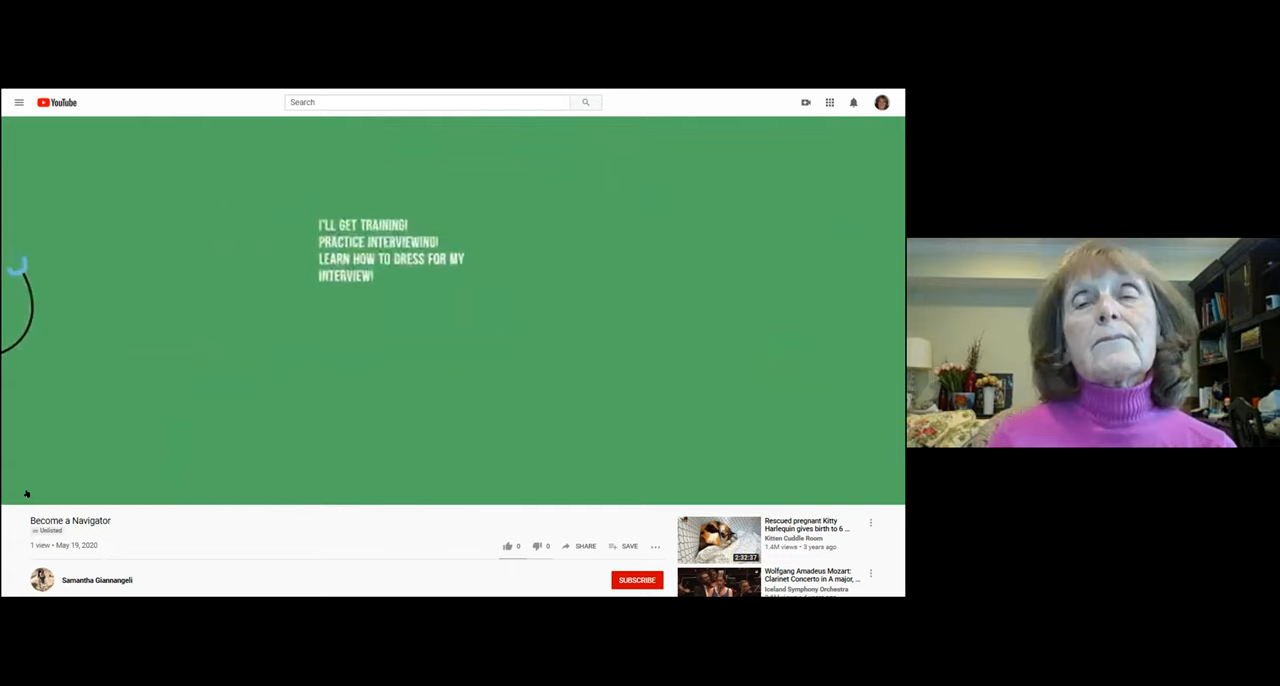 YouTube
Search
I'LL GET TRAINING!
PRACTICE INTERVIEWING!
LEARN HOW TO DRESS FOR MY
INTERVIEW!
Become a Navigator
Unlisted
1 view • May 19, 2020
0
0
SHARE
SAVE
Samantha Giannangeli
SUBSCRIBE
2:32:37
Rescued pregnant Kitty
Harlequin gives birth to 6 ...
Kitten Cuddle Room
1.4M views • 3 years ago
Wolfgang Amadeus Mozart:
Clarinet Concerto in A major, ...
Iceland Symphony Orchestra